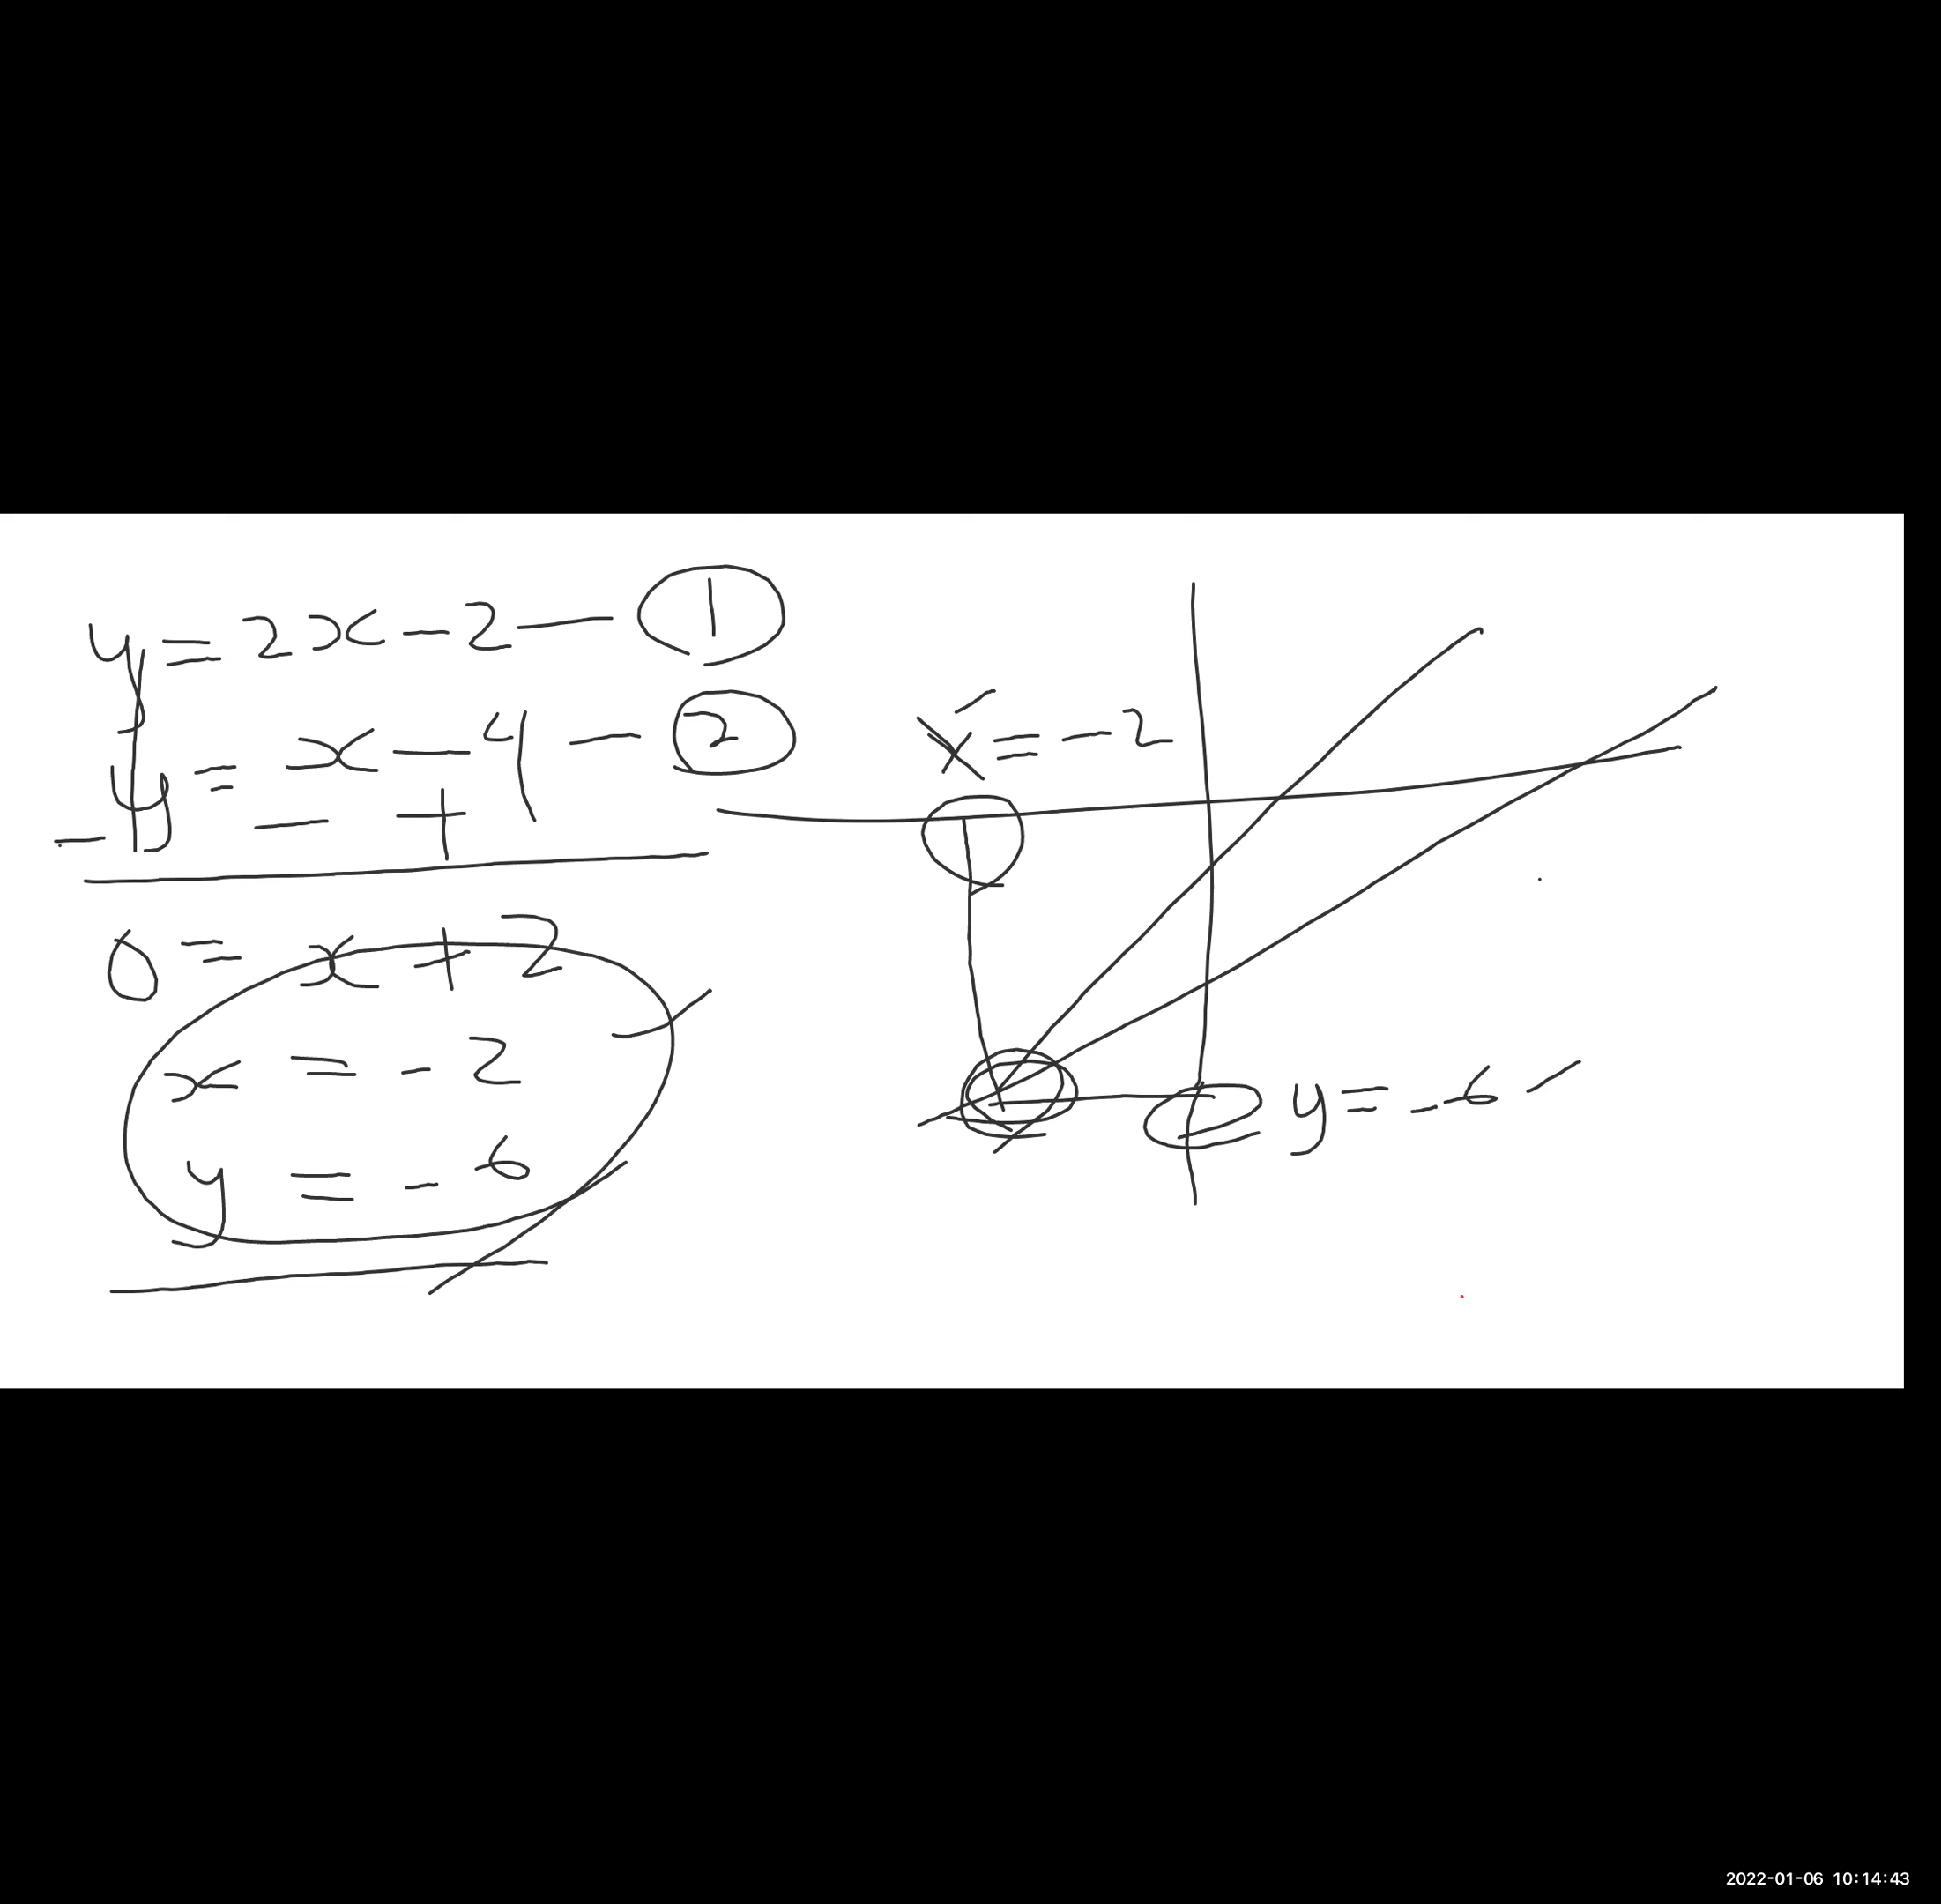 y = 2x - 2 — ①
y = x - 4 — ②
- - +
0 = x + 2
x = -2
y = -6
x = -2
y = -6
2022-01-06 10:14:43